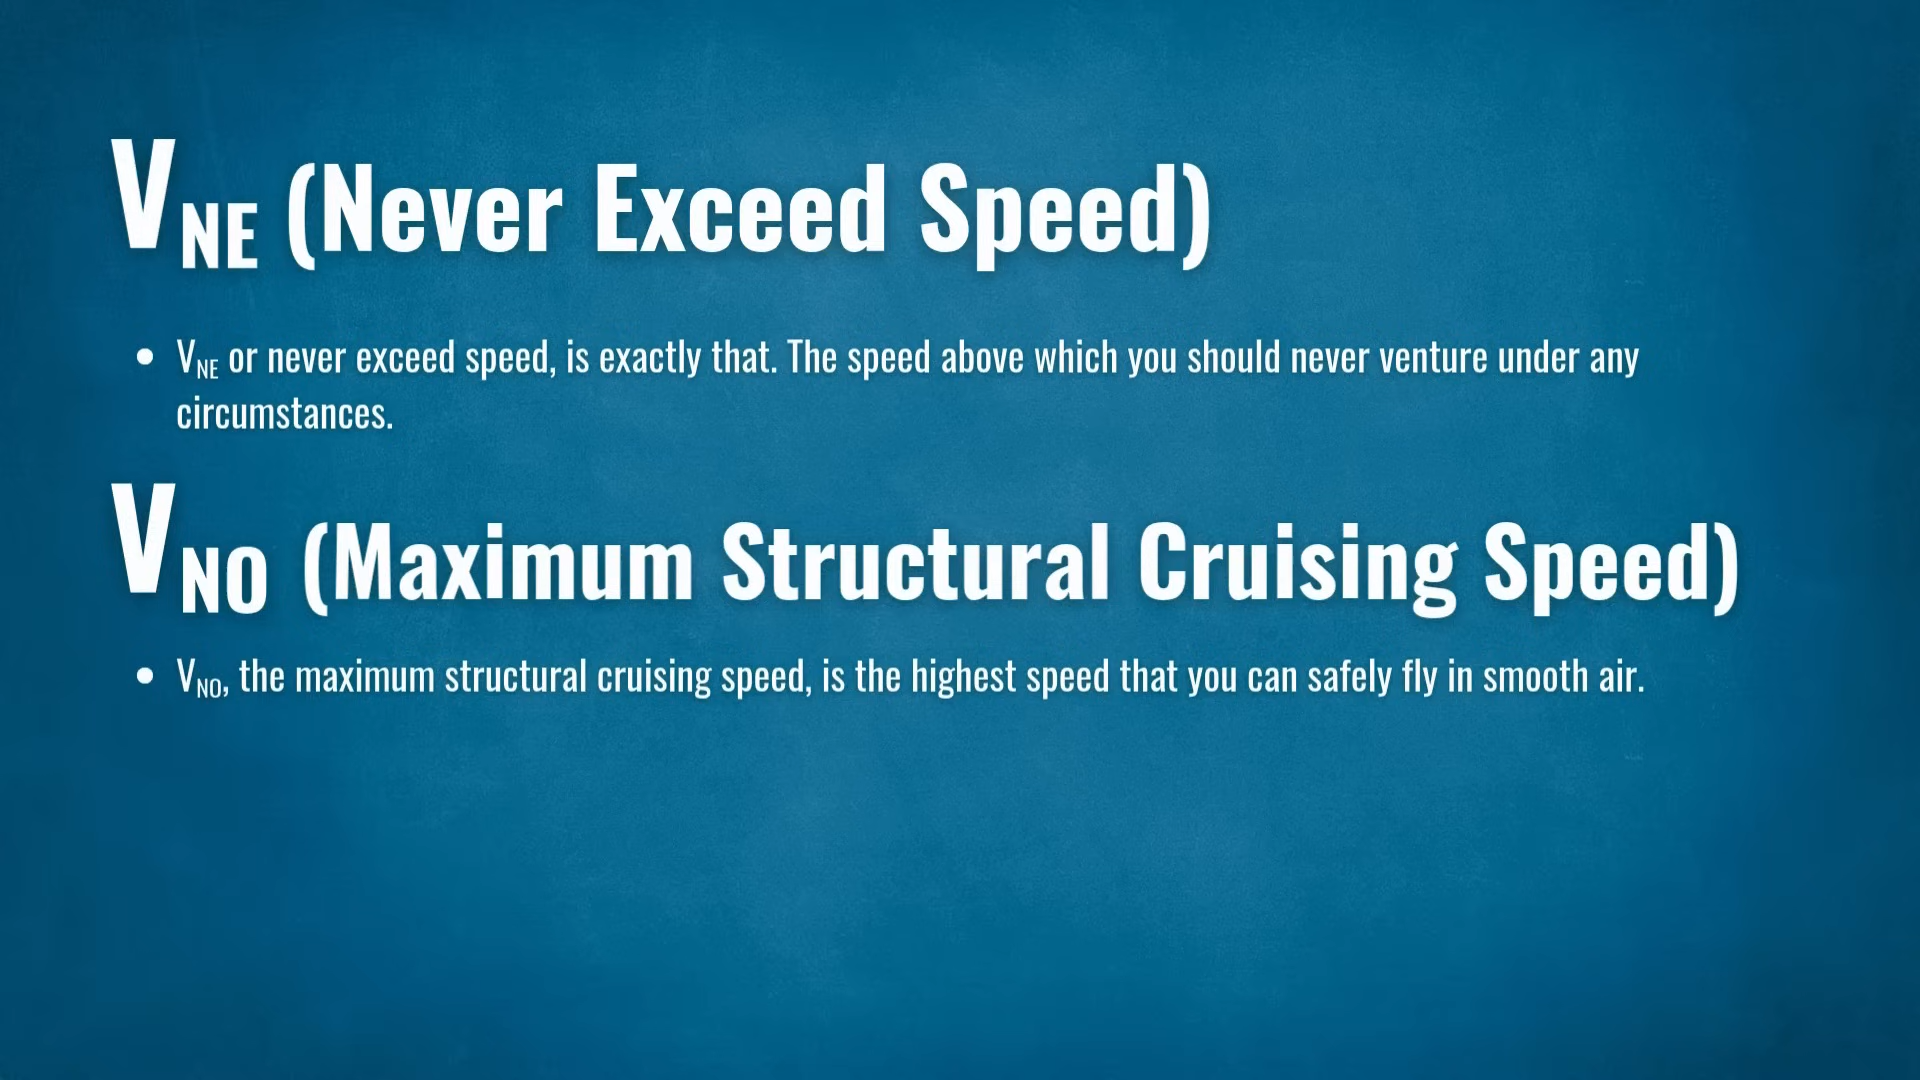 VNE (Never Exceed Speed)
• VNE or never exceed speed, is exactly that. The speed above which you should never venture under any
circumstances.
VNO (Maximum Structural Cruising Speed)
• VNO, the maximum structural cruising speed, is the highest speed that you can safely fly in smooth air.